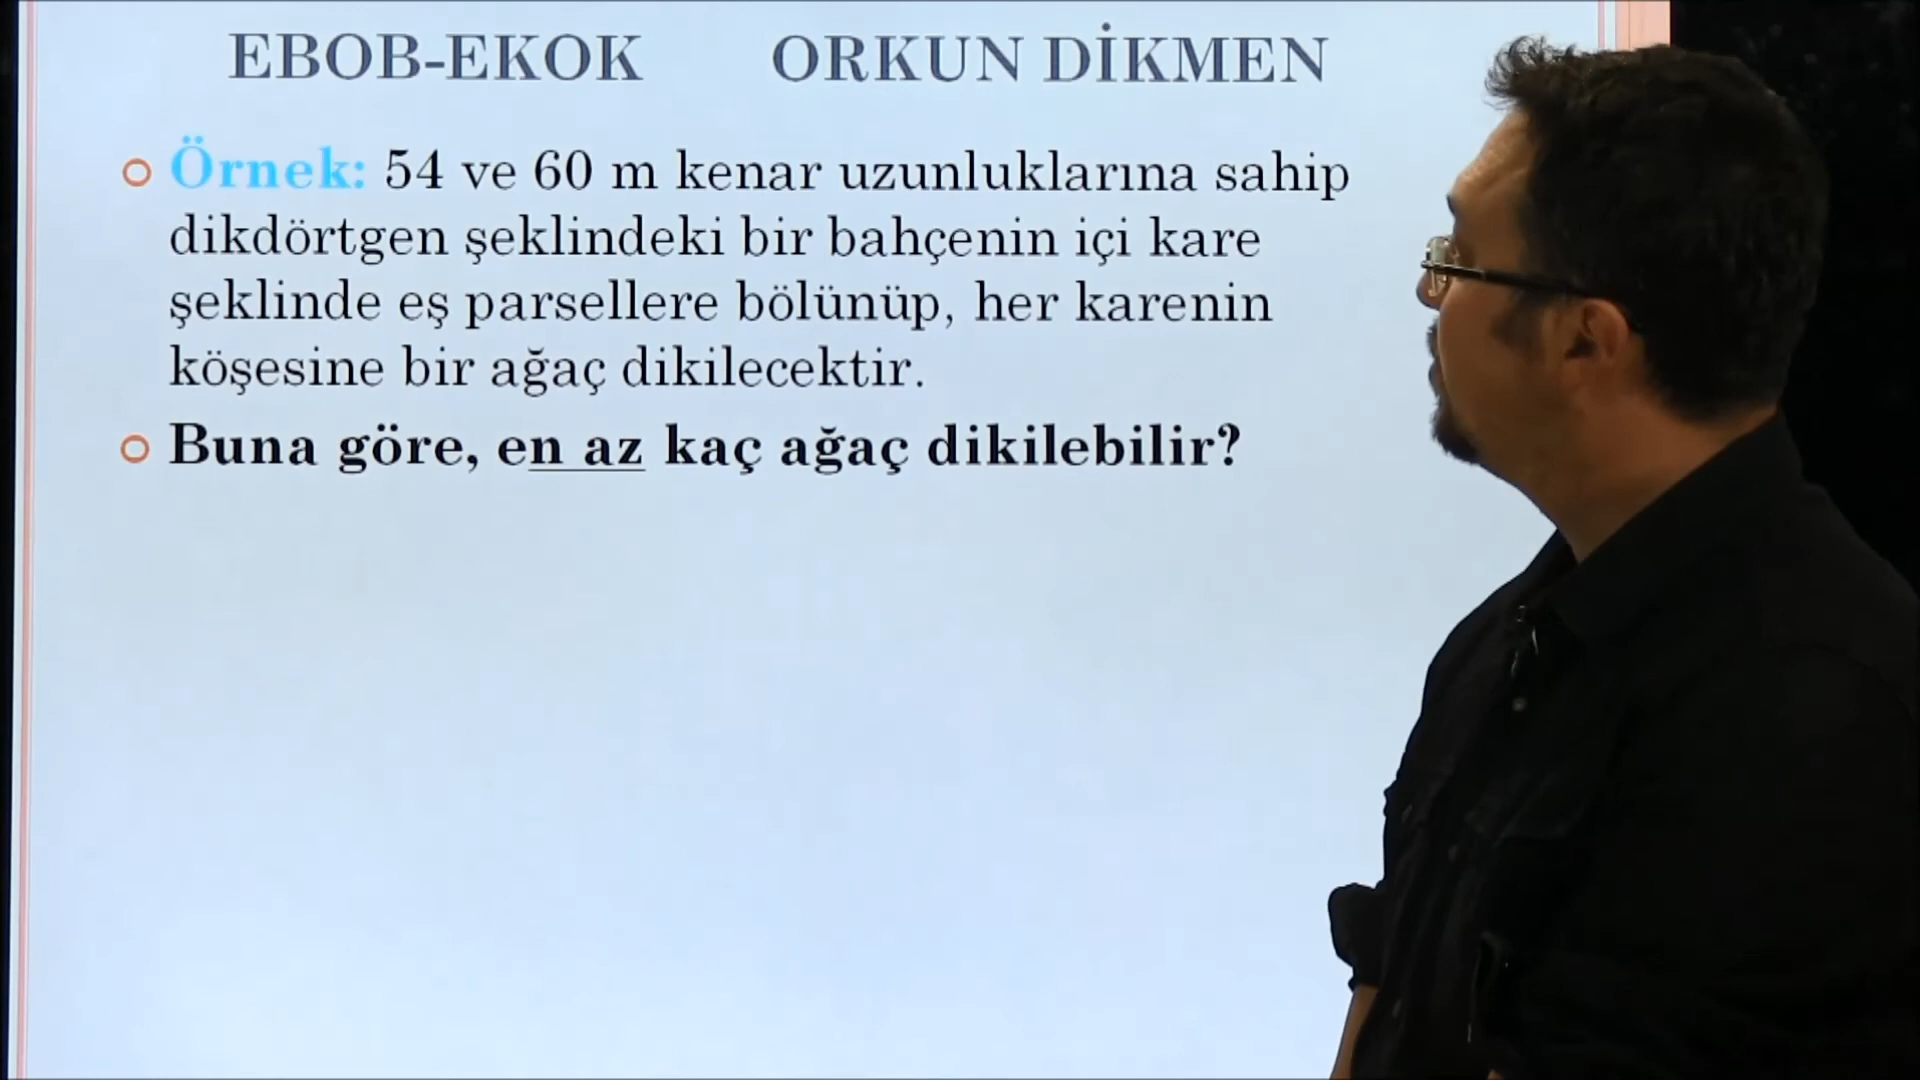 EBOB-EKOK ORKUN DİKMEN
Örnek: 54 ve 60 m kenar uzunluklarına sahip
dikdörtgen şeklindeki bir bahçenin içi kare
şeklinde eş parsellere bölünüp, her karenin
köşesine bir ağaç dikilecektir.
Buna göre, en az kaç ağaç dikilebilir?